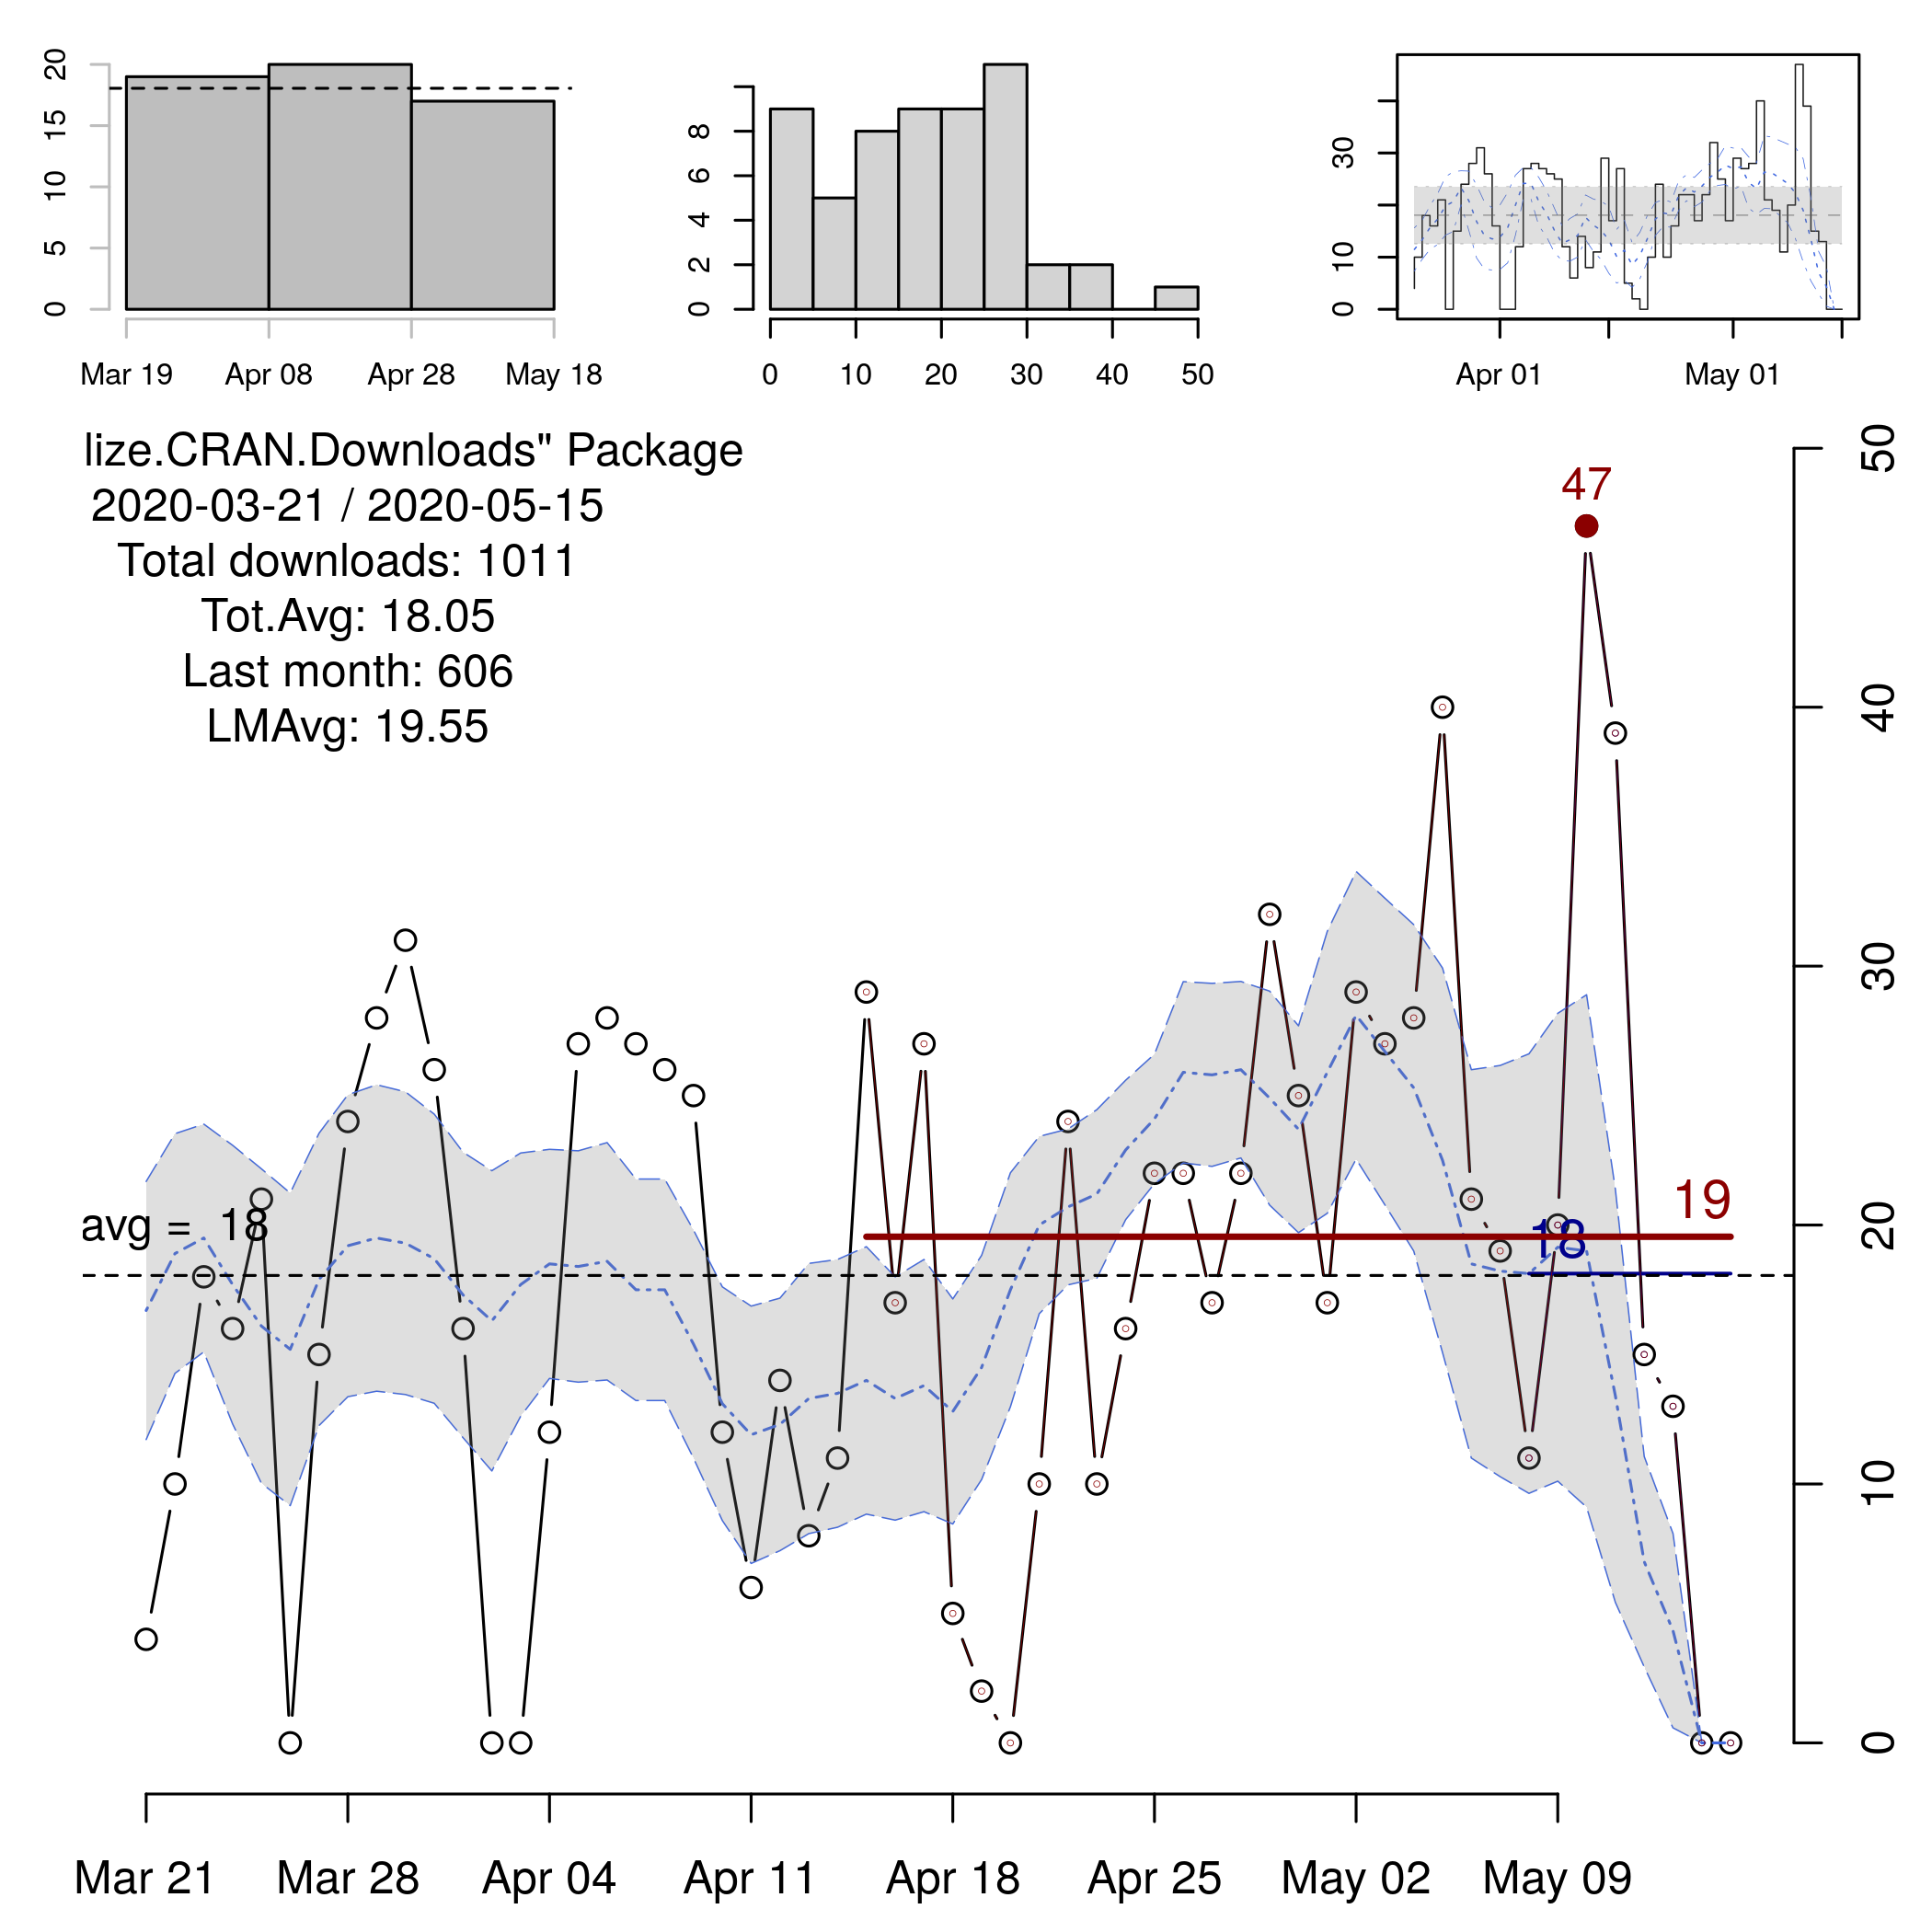 20
15
10
5
0
Mar 19 Apr 08 Apr 28 May 18
8
6
4
2
0
0 10 20 30 40 50
30
10
0
Apr 01 May 01
lize.CRAN.Downloads" Package
2020-03-21 / 2020-05-15
Total downloads: 1011
Tot.Avg: 18.05
Last month: 606
LMAvg: 19.55
47
avg = 18
19
18
50
40
30
20
10
0
Mar 21 Mar 28 Apr 04 Apr 11 Apr 18 Apr 25 May 02 May 09